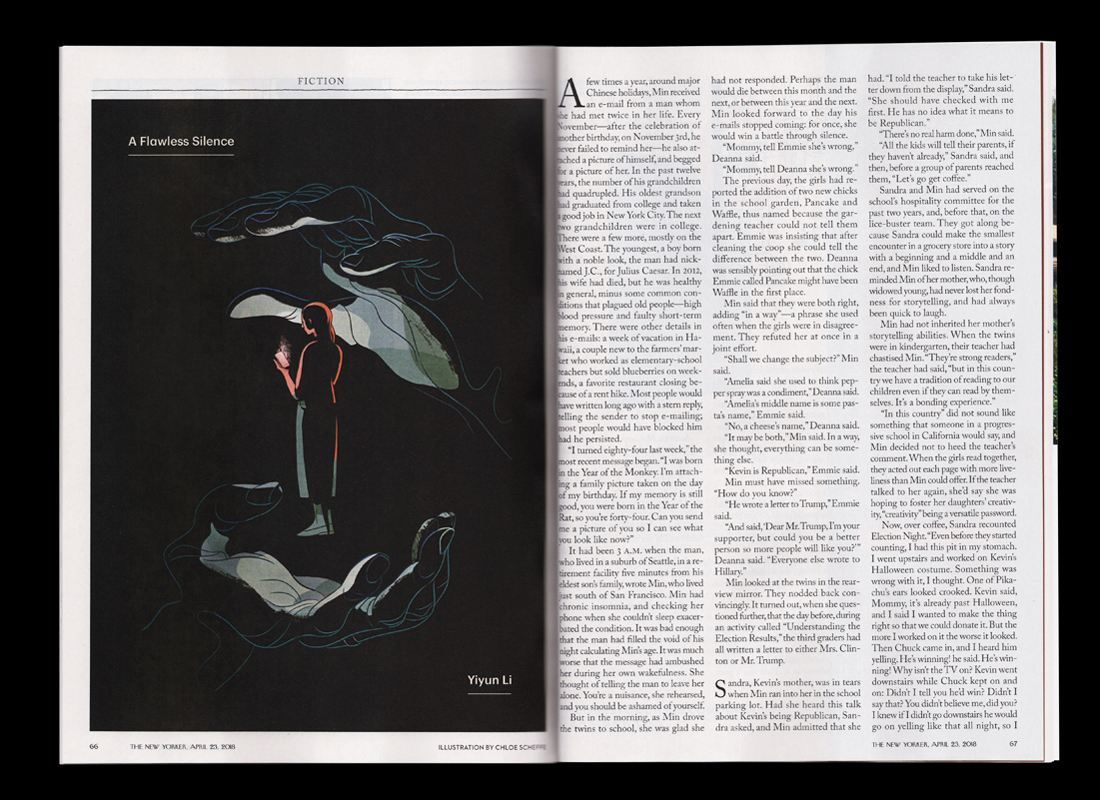 FICTION
A Flawless Silence
Yiyun Li
66
THE NEW YORKER, APRIL 23, 2018
ILLUSTRATION BY CHLOE
A few times a year, around major
Chinese holidays, Min received
an e-mail from a man whom
she had met twice in her life. Every
November—after the celebration of
another birthday, on November 3rd, he
never failed to remind her—he also at-
tached a picture of himself, and begged
for a picture of her. In the past twelve
years, the number of his grandchildren
had quadrupled. His oldest grandson
had graduated from college and taken
a good job in New York City. The next
two grandchildren were in college.
There were a few more, mostly on the
West Coast. The youngest, a boy born
with a noble look, the man had nick-
named J.C., for Julius Caesar. In 2012,
his wife had died, but he was healthy
in general, minus some common con-
ditions that plagued old people—high
blood pressure and faulty short-term
memory. There were other details in
his e-mails: a week of vacation in Ha-
waii, a couple new to the farmers' mar-
ket who worked as elementary-school
teachers but sold blueberries on week-
ends, a favorite restaurant closing be-
cause of a rent hike. Most people would
have written long ago with a stern reply,
telling the sender to stop e-mailing;
most people would have blocked him
had he persisted.
"I turned eighty-four last week," the
most recent message began. "I was born
in the Year of the Monkey. I'm attach-
ing a family picture taken on the day
of my birthday. If my memory is still
good, you were born in the Year of the
Rat, so you're forty-four. Can you send
me a picture of you so I can see what
you look like now?"
It had been 3 A.M. when the man,
who lived in a suburb of Seattle, in a re-
tirement facility five minutes from his
eldest son's family, wrote Min, who lived
just south of San Francisco. Min had
chronic insomnia, and checking her
phone when she couldn't sleep exacer-
bated the condition. It was bad enough
that the man had filled the void of his
night calculating Min's age. It was much
worse that the message had ambushed
her during her own wakefulness. She
thought of telling the man to leave her
alone. You're a nuisance, she rehearsed,
and you should be ashamed of yourself.
But in the morning, as Min drove
the twins to school, she was glad she
had not responded. Perhaps the man
would die between this month and the
next, or between this year and the next.
Min looked forward to the day his
e-mails stopped coming: for once, she
would win a battle through silence.
"Mommy, tell Emmie she's wrong,"
Deanna said.
"Mommy, tell Deanna she's wrong."
The previous day, the girls had re-
ported the addition of two new chicks
in the school garden, Pancake and
Waffle, thus named because the gar-
dening teacher could not tell them
apart. Emmie was insisting that after
cleaning the coop she could tell the
difference between the two. Deanna
was sensibly pointing out that the chick
Emmie called Pancake might have been
Waffle in the first place.
Min said that they were both right,
adding "in a way"—a phrase she used
often when the girls were in disagree-
ment. They refuted her at once in a
joint effort.
"Shall we change the subject?" Min
said.
"Amelia said she used to think pep-
per spray was a condiment," Deanna said.
"Amelia's middle name is some pas-
ta's name," Emmie said.
"No, a cheese's name," Deanna said.
"It may be both," Min said. In a way,
she thought, everything can be some-
thing else.
"Kevin is Republican," Emmie said.
Min must have missed something.
"How do you know?"
"He wrote a letter to Trump," Emmie
said.
"And said, 'Dear Mr. Trump, I'm your
supporter, but could you be a better
person so more people will like you?'"
Deanna said. "Everyone else wrote to
Hillary."
Min looked at the twins in the rear-
view mirror. They nodded back con-
vincingly. It turned out, when she ques-
tioned further, that the day before, during
an activity called "Understanding the
Election Results," the third graders had
all written a letter to either Mrs. Clin-
ton or Mr. Trump.
Sandra, Kevin's mother, was in tears
when Min ran into her in the school
parking lot. Had she heard this talk
about Kevin's being Republican, San-
dra asked, and Min admitted that she
had. "I told the teacher to take his let-
ter down from the display," Sandra said.
"She should have checked with me
first. He has no idea what it means to
be Republican."
"There's no real harm done," Min said.
"All the kids will tell their parents, if
they haven't already," Sandra said, and
then, before a group of parents reached
them, "Let's go get coffee."
Sandra and Min had served on the
school's hospitality committee for the
past two years, and, before that, on the
lice-buster team. They got along be-
cause Sandra could make the smallest
encounter in a grocery store into a story
with a beginning and a middle and an
end, and Min liked to listen. Sandra re-
minded Min of her mother, who, though
widowed young, had never lost her fond-
ness for storytelling, and had always
been quick to laugh.
Min had not inherited her mother's
storytelling abilities. When the twins
were in kindergarten, their teacher had
chastised Min. "They're strong readers,"
the teacher had said, "but in this coun-
try we have a tradition of reading to our
children even if they can read by them-
selves. It's a bonding experience."
"In this country" did not sound like
something that someone in a progres-
sive school in California would say, and
Min decided not to heed the teacher's
comment. When the girls read together,
they acted out each page with more live-
liness than Min could offer. If the teacher
talked to her again, she'd say she was
hoping to foster her daughters' creativ-
ity, "creativity" being a versatile password.
Now, over coffee, Sandra recounted
Election Night. "Even before they started
counting, I had this pit in my stomach.
I went upstairs and worked on Kevin's
Halloween costume. Something was
wrong with it, I thought. One of Pika-
chu's ears looked crooked. Kevin said,
Mommy, it's already past Halloween,
and I said I wanted to make the thing
right so that we could donate it. But the
more I worked on it the worse it looked.
Then Chuck came in, and I heard him
yelling. He's winning! he said. He's win-
ning! Why isn't the TV on? Kevin went
downstairs while Chuck kept on and
on: Didn't I tell you he'd win? Didn't I
say that? You didn't believe me, did you?
I knew if I didn't go downstairs he would
go on yelling like that all night, so I
THE NEW YORKER, APRIL 23, 2018
67